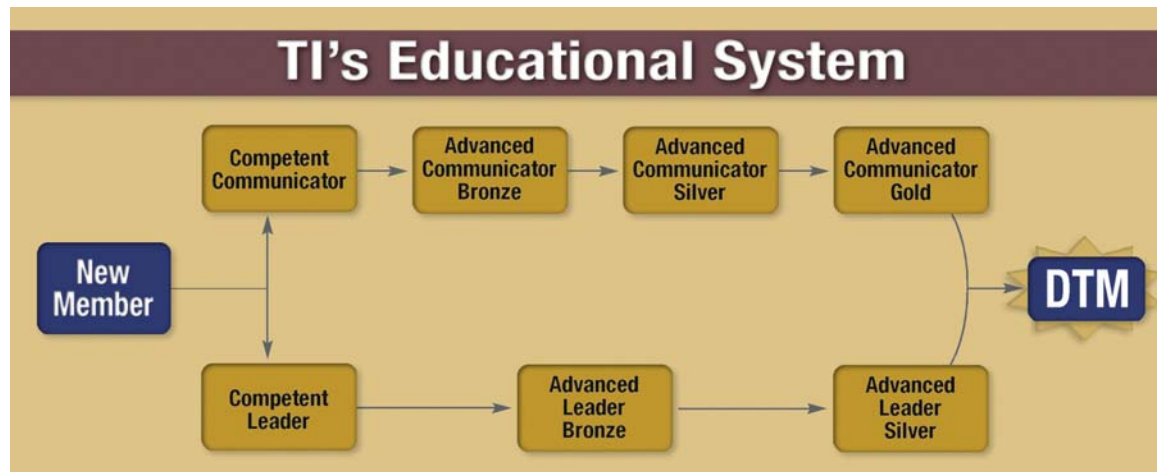 TI's Educational System
Competent
Communicator
Advanced
Communicator
Bronze
Advanced
Communicator
Silver
Advanced
Communicator
Gold
New
Member
DTM
Competent
Leader
Advanced
Leader
Bronze
Advanced
Leader
Silver